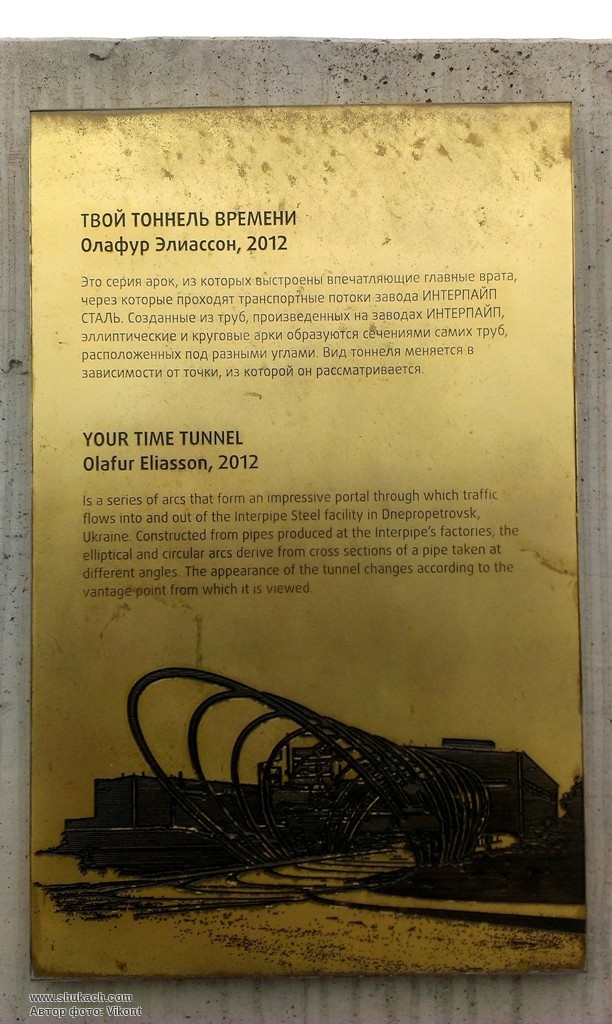 ТВОЙ ТОННЕЛЬ ВРЕМЕНИ
Олафур Элиассон, 2012
Это серия арок, из которых выстроены впечатляющие главные врата,
через которые проходят транспортные потоки завода ИНТЕРПАЙП
СТАЛЬ. Созданные из труб, произведенных на заводах ИНТЕРПАЙП,
эллиптические и круговые арки образуются сечениями самих труб,
расположенных под разными углами. Вид тоннеля меняется в
зависимости от точки, из которой он рассматривается.
YOUR TIME TUNNEL
Olafur Eliasson, 2012
Is a series of arcs that form an impressive portal through which traffic
flows into and out of the Interpipe Steel facility in Dnepropetrovsk,
Ukraine. Constructed from pipes produced at the Interpipe's factories, the
elliptical and circular arcs derive from cross sections of a pipe taken at
different angles. The appearance of the tunnel changes according to the
vantage point from which it is viewed.
www.shukach.com
Автор фото: Vikont